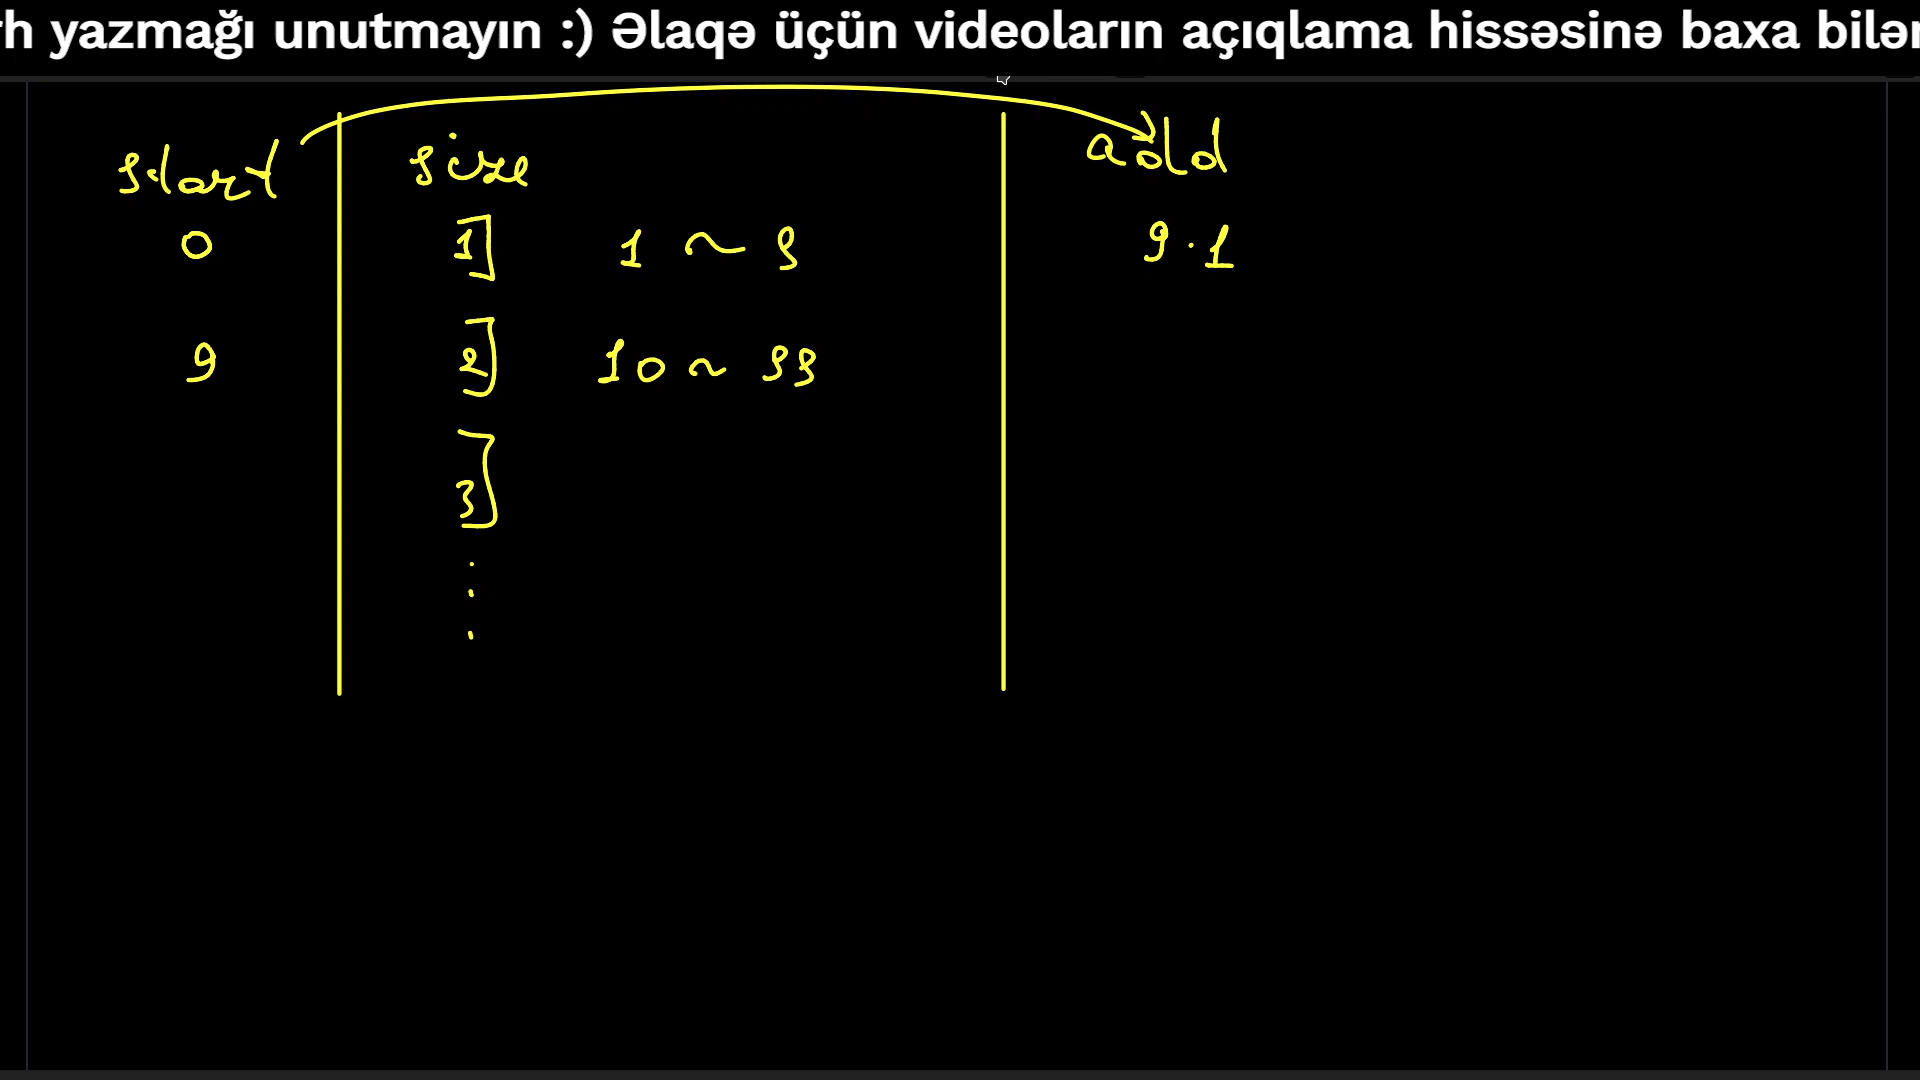 rh yazmağı unutmayın :) Əlaqə üçün videoların açıqlama hissəsinə baxa bilər
start size add
0 1] 1 ~ 9 9·1
9 2] 10 ~ 99
3]
.
.
.